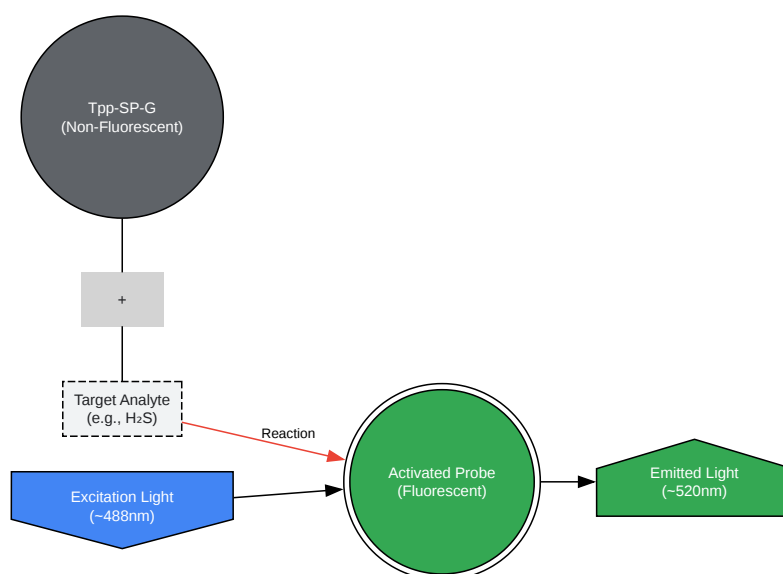 Tpp-SP-G
(Non-Fluorescent)
+
Target Analyte
(e.g., H₂S)
Reaction
Excitation Light
(~488nm)
Activated Probe
(Fluorescent)
Emitted Light
(~520nm)